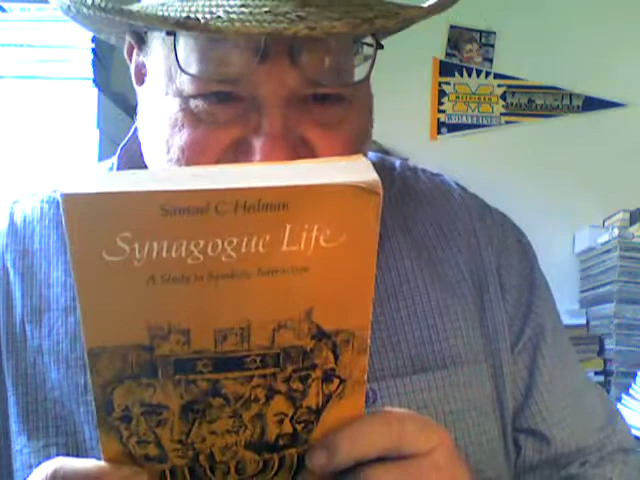 Samuel C. Heilman
Synagogue Life
A Study in Symbolic Interaction
MICHIGAN
WOLVERINES